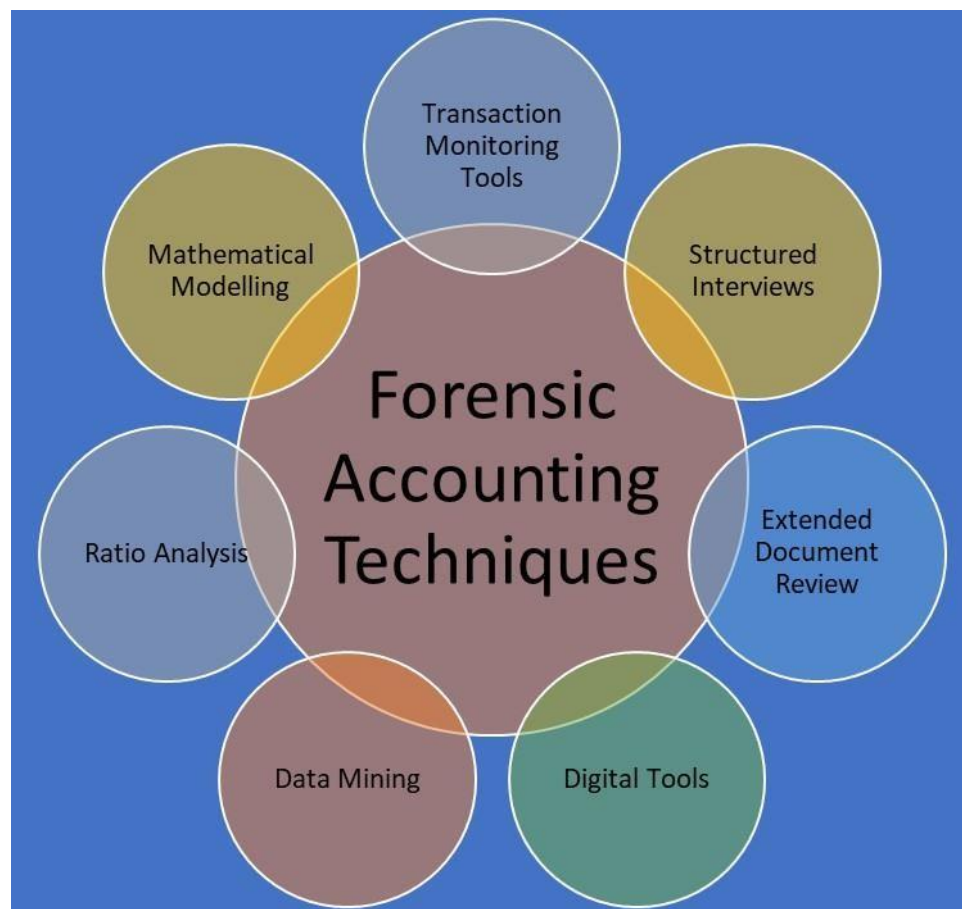 Transaction
Monitoring
Tools
Mathematical
Modelling
Structured
Interviews
Forensic
Accounting
Techniques
Ratio Analysis
Extended
Document
Review
Data Mining
Digital Tools